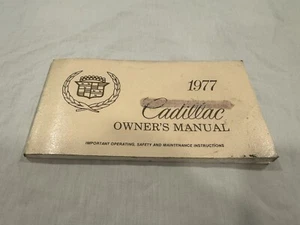 1977
Cadillac
OWNER'S MANUAL
IMPORTANT OPERATING, SAFETY AND MAINTENANCE INSTRUCTIONS